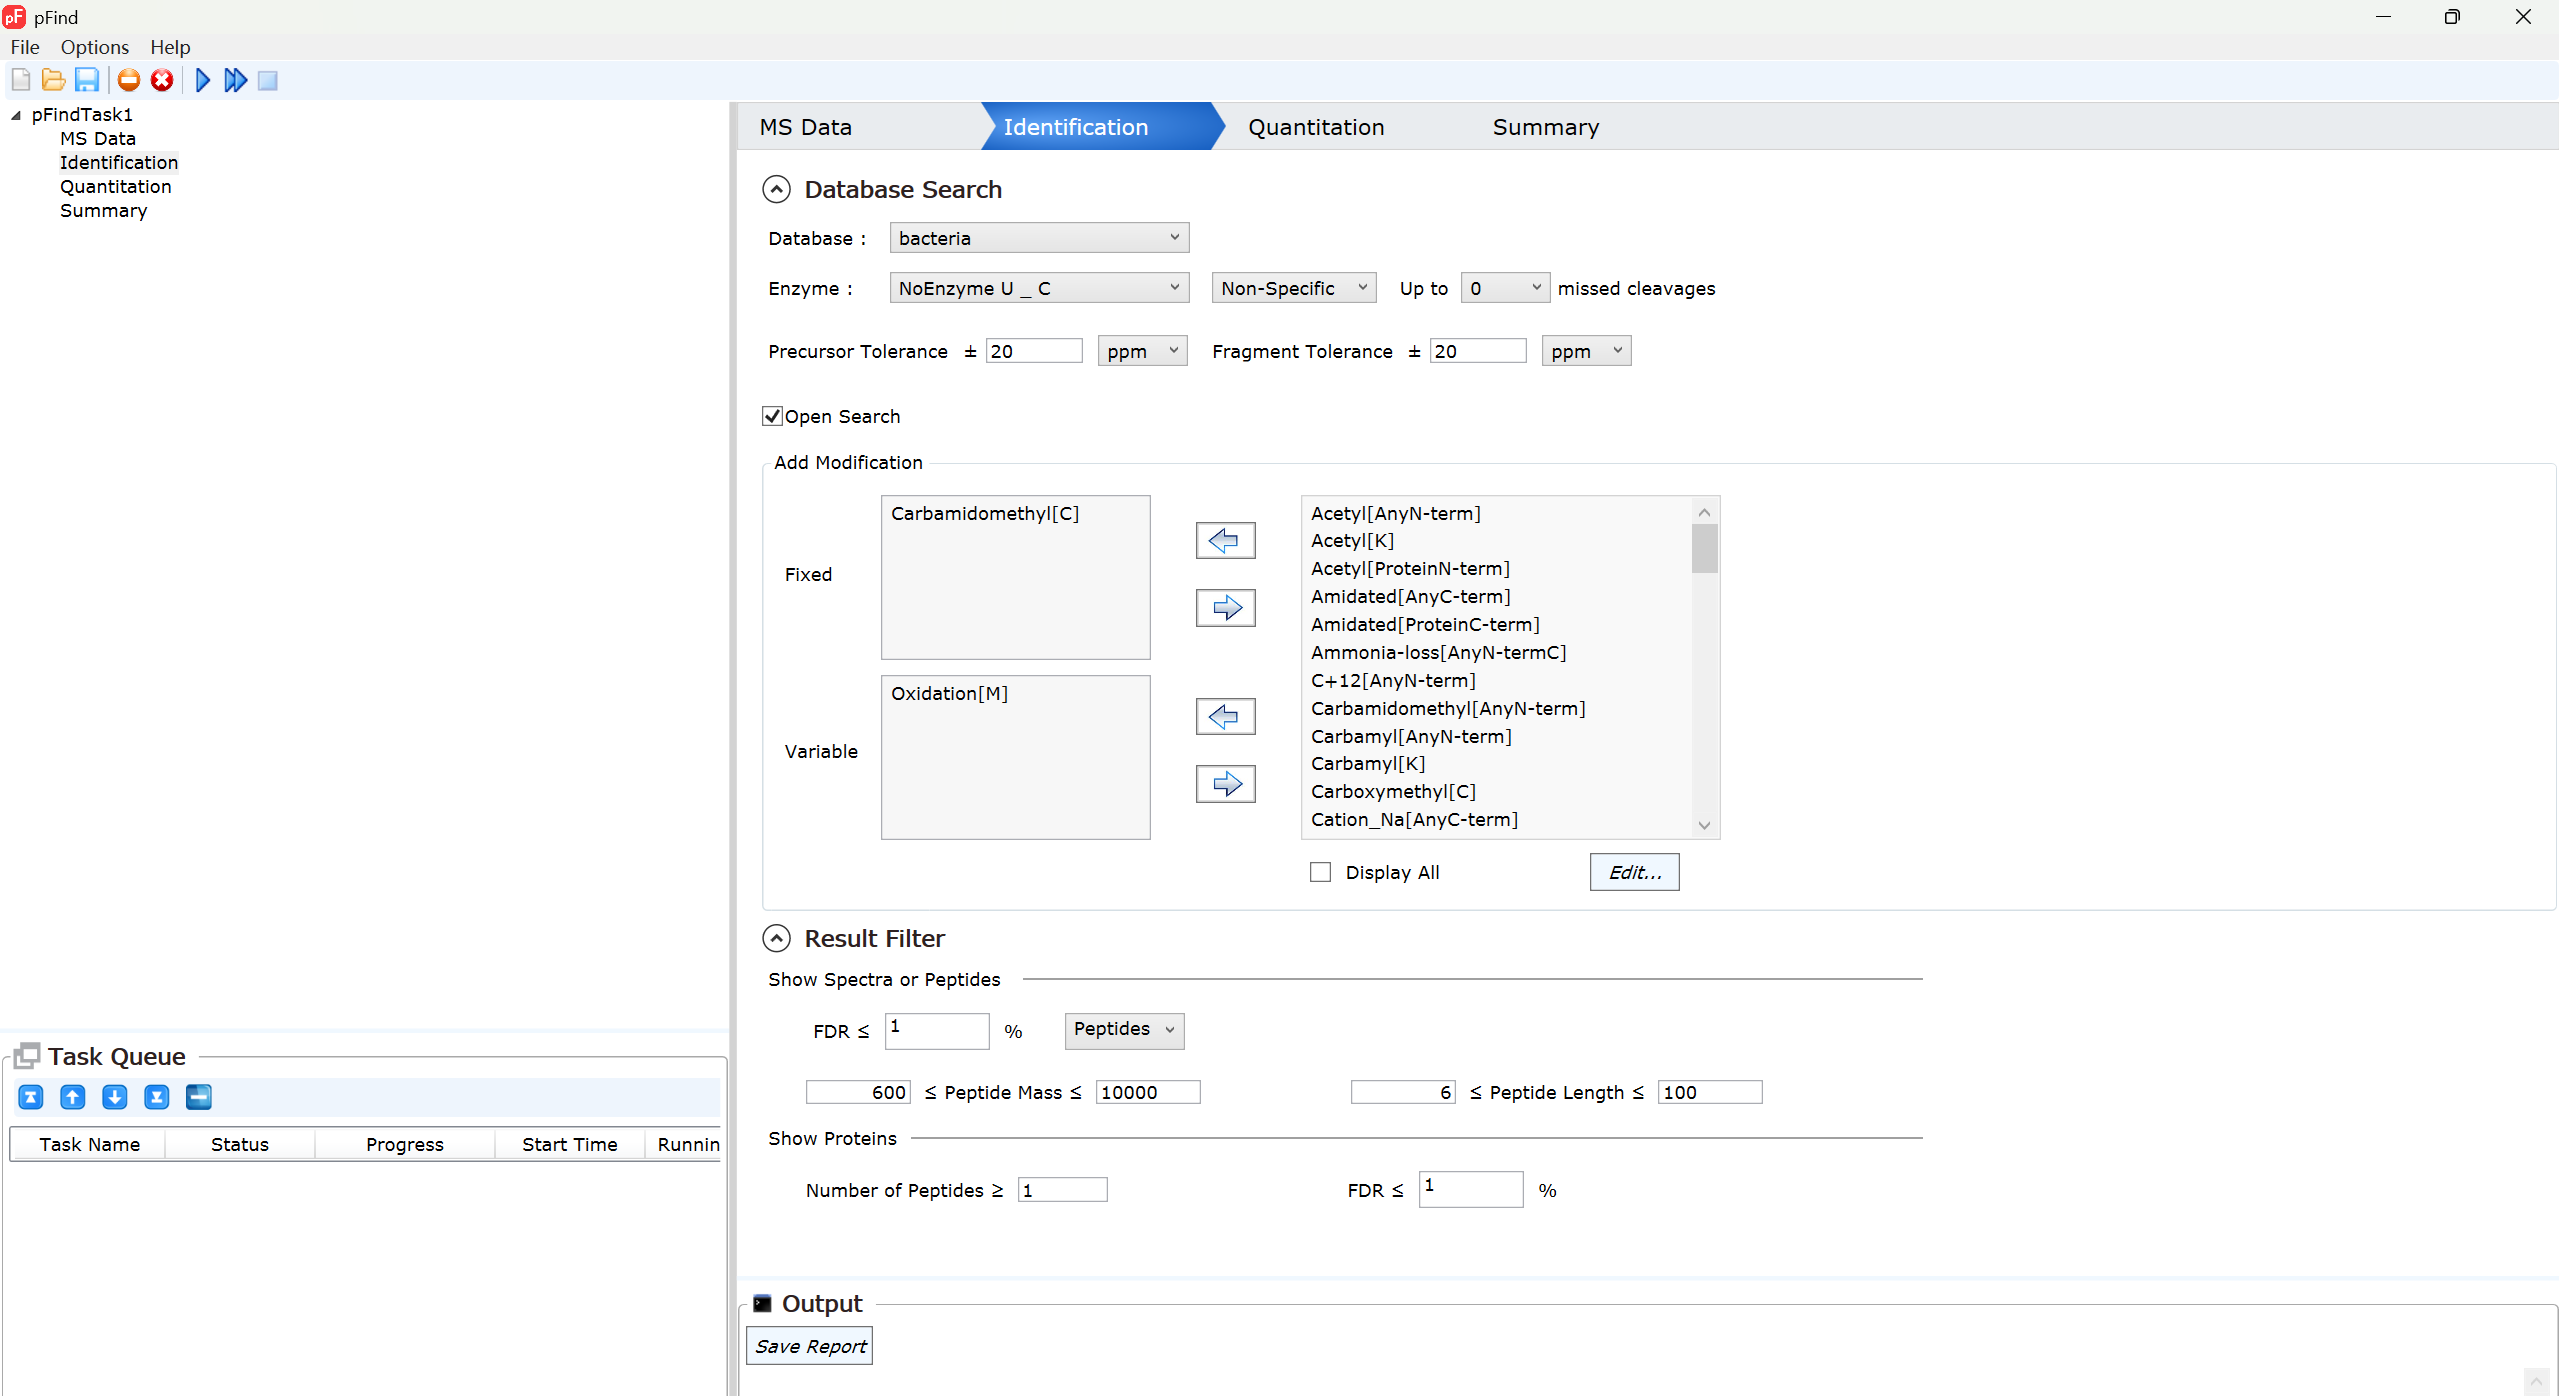 pF pFind
File Options Help
pFindTask1
MS Data
Identification
Quantitation
Summary
MS Data Identification Quantitation Summary
Database Search
Database : bacteria
Enzyme : NoEnzyme U _ C Non-Specific Up to 0 missed cleavages
Precursor Tolerance ± 20 ppm Fragment Tolerance ± 20 ppm
Open Search
Add Modification
Fixed
Carbamidomethyl[C]
Variable
Oxidation[M]
Acetyl[AnyN-term]
Acetyl[K]
Acetyl[ProteinN-term]
Amidated[AnyC-term]
Amidated[ProteinC-term]
Ammonia-loss[AnyN-termC]
C+12[AnyN-term]
Carbamidomethyl[AnyN-term]
Carbamyl[AnyN-term]
Carbamyl[K]
Carboxymethyl[C]
Cation_Na[AnyC-term]
Display All Edit...
Result Filter
Show Spectra or Peptides
FDR ≤ 1 % Peptides
600 ≤ Peptide Mass ≤ 10000 6 ≤ Peptide Length ≤ 100
Show Proteins
Number of Peptides ≥ 1 FDR ≤ 1 %
Task Queue
Task Name Status Progress Start Time Runnin
Output
Save Report